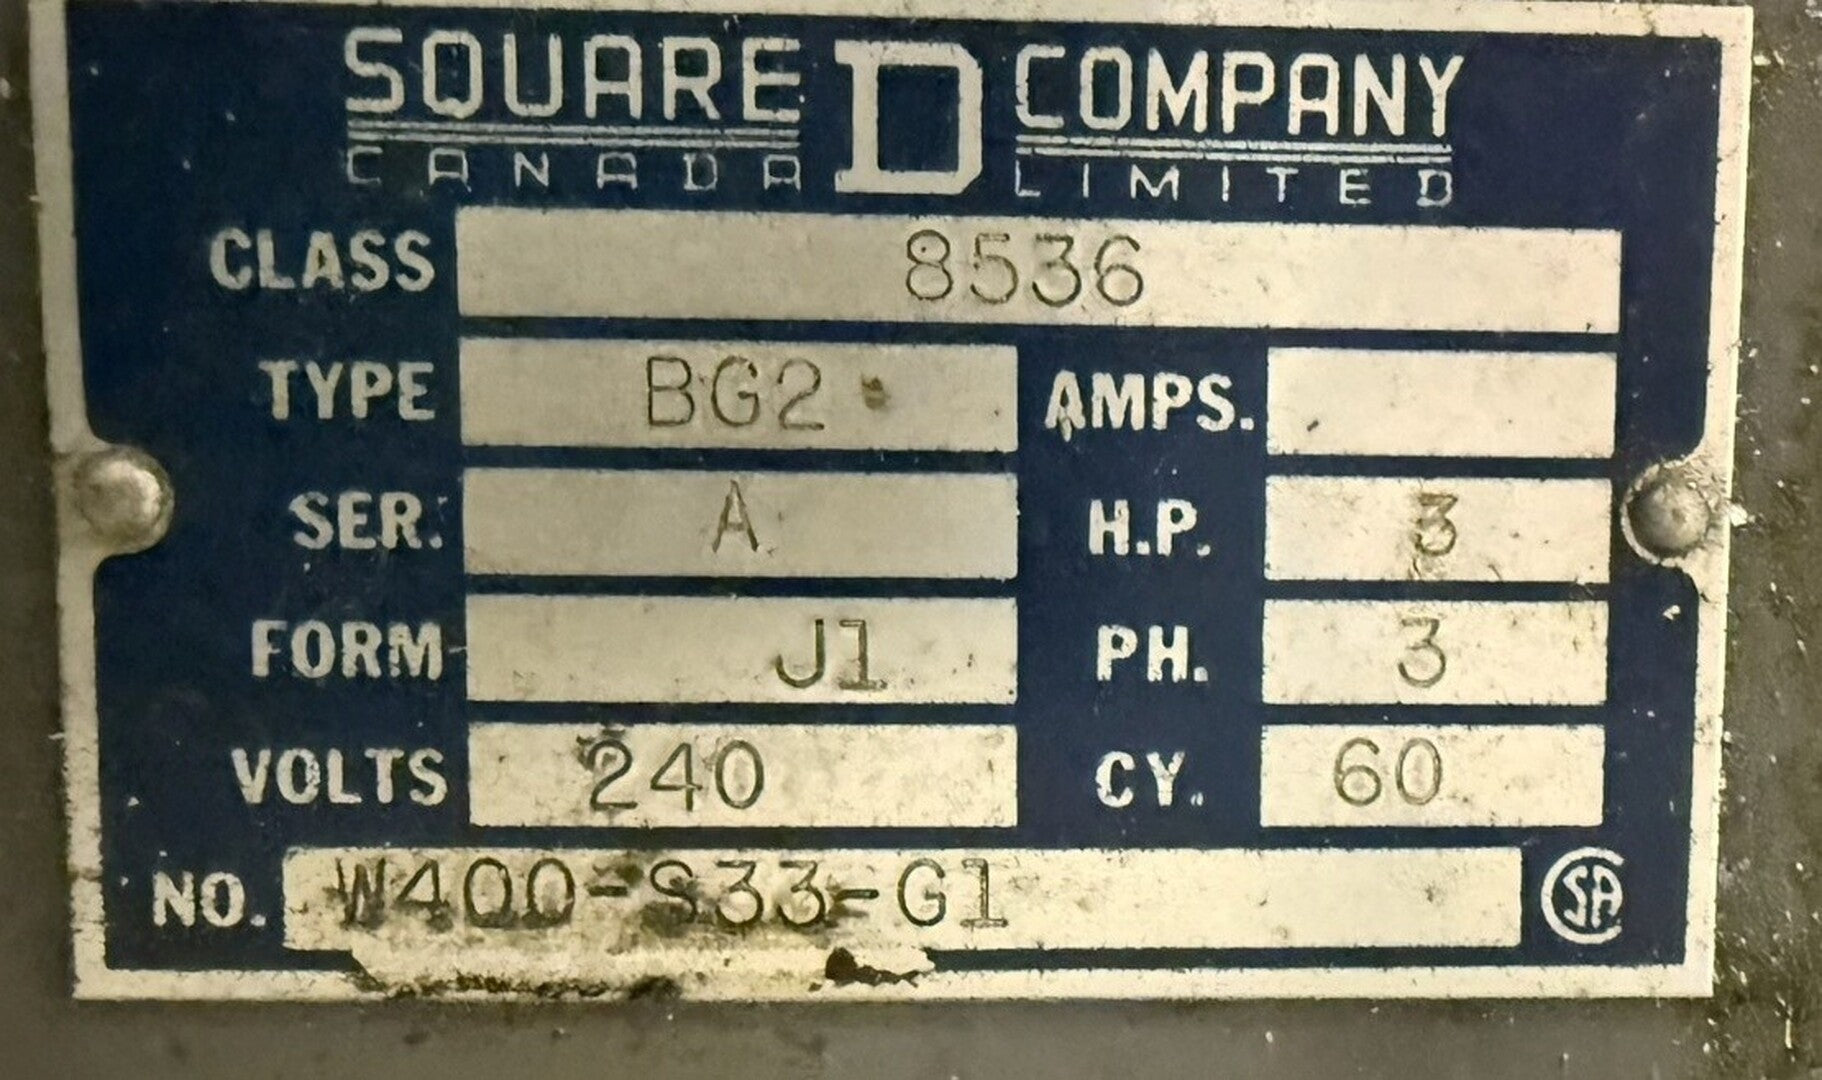 SQUARE D COMPANY
CANADA LIMITED
CLASS 8536
TYPE BG2 AMPS.
SER. A H.P. 3
FORM J1 PH. 3
VOLTS 240 CY. 60
NO. W400-S33-G1 CSA